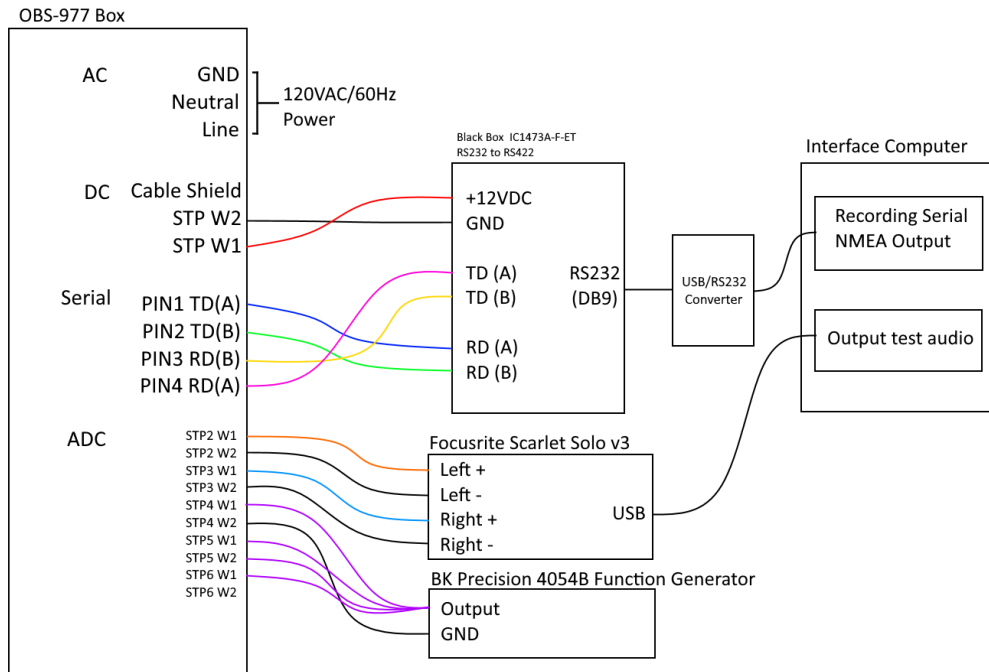 OBS-977 Box
AC
GND
Neutral
Line
120VAC/60Hz
Power
DC
Cable Shield
STP W2
STP W1
Serial
PIN1 TD(A)
PIN2 TD(B)
PIN3 RD(B)
PIN4 RD(A)
ADC
STP2 W1
STP2 W2
STP3 W1
STP3 W2
STP4 W1
STP4 W2
STP5 W1
STP5 W2
STP6 W1
STP6 W2
Black Box IC1473A-F-ET
RS232 to RS422
+12VDC
GND
TD (A)
TD (B)
RD (A)
RD (B)
RS232
(DB9)
USB/RS232
Converter
Interface Computer
Recording Serial
NMEA Output
Output test audio
Focusrite Scarlet Solo v3
Left +
Left -
Right +
Right -
USB
BK Precision 4054B Function Generator
Output
GND